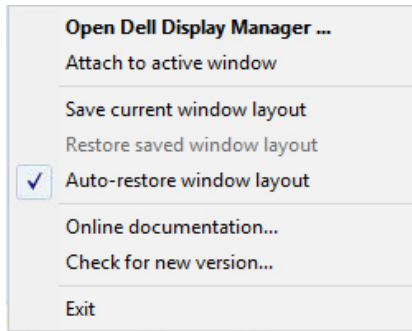 Open Dell Display Manager ...
Attach to active window
Save current window layout
Restore saved window layout
Auto-restore window layout
Online documentation...
Check for new version...
Exit